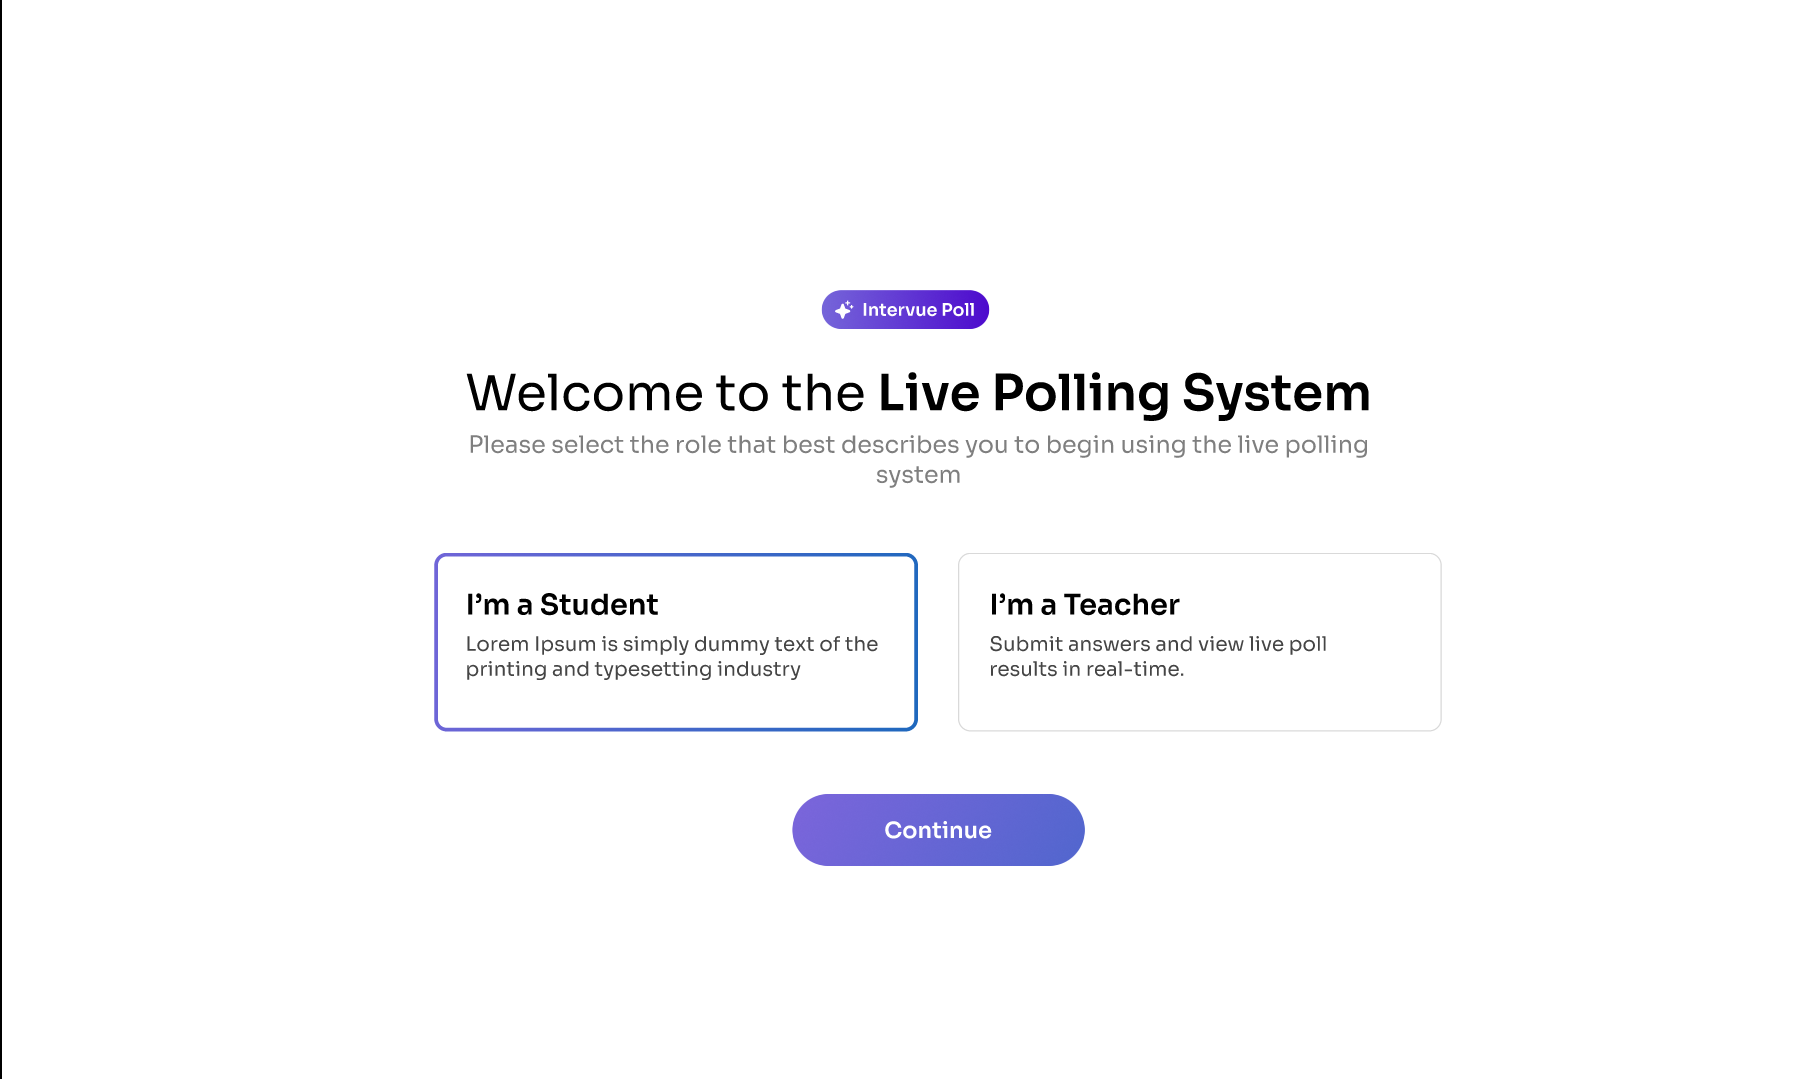 Intervue Poll
Welcome to the Live Polling System
Please select the role that best describes you to begin using the live polling
system
I’m a Student
Lorem Ipsum is simply dummy text of the
printing and typesetting industry
I’m a Teacher
Submit answers and view live poll
results in real-time.
Continue